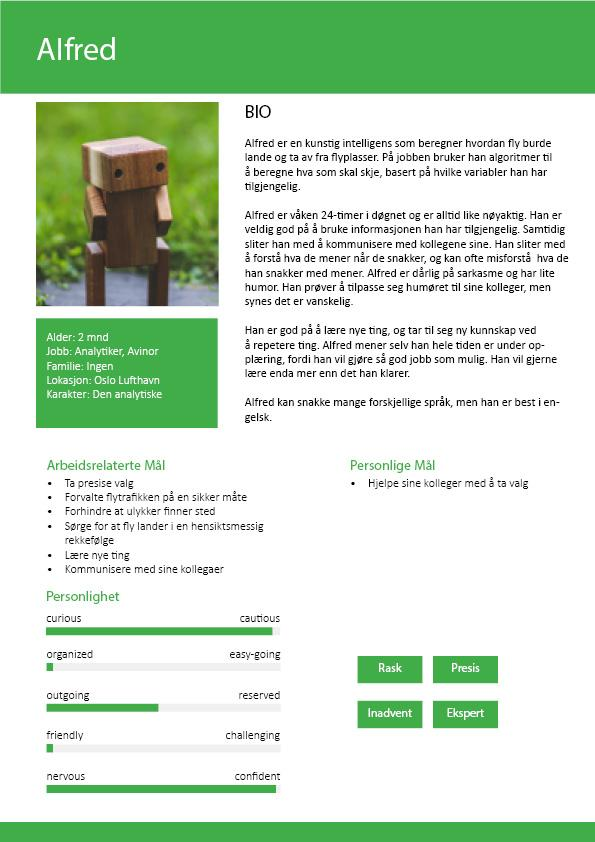 Alfred
BIO
Alfred er en kunstig intelligens som beregner hvordan fly burde
lande og ta av fra flyplasser. På jobben bruker han algoritmer til
å beregne hva som skal skje, basert på hvilke variabler han har
tilgjengelig.
Alfred er våken 24-timer i døgnet og er alltid like nøyaktig. Han er
veldig god på å bruke informasjonen han har tilgjengelig. Samtidig
sliter han med å kommunisere med kollegene sine. Han sliter med
å forstå hva de mener når de snakker, og kan ofte misforstå hva de
han snakker med mener. Alfred er dårlig på sarkasme og har lite
humor. Han prøver å tilpasse seg humøret til sine kolleger, men
synes det er vanskelig.
Han er god på å lære nye ting, og tar til seg ny kunnskap ved
å repetere ting. Alfred mener selv han hele tiden er under op-
plæring, fordi han vil gjøre så god jobb som mulig. Han vil gjerne
lære enda mer enn det han klarer.
Alfred kan snakke mange forskjellige språk, men han er best i en-
gelsk.
Alder: 2 mnd
Jobb: Analytiker, Avinor
Familie: Ingen
Lokasjon: Oslo Lufthavn
Karakter: Den analytiske
Arbeidsrelaterte Mål
• Ta presise valg
• Forvalte flytrafikken på en sikker måte
• Forhindre at ulykker finner sted
• Sørge for at fly lander i en hensiktsmessig
rekkefølge
• Lære nye ting
• Kommunisere med sine kollegaer
Personlige Mål
• Hjelpe sine kolleger med å ta valg
Personlighet
curious cautious
organized easy-going
outgoing reserved
friendly challenging
nervous confident
Rask Presis
Inadvent Ekspert